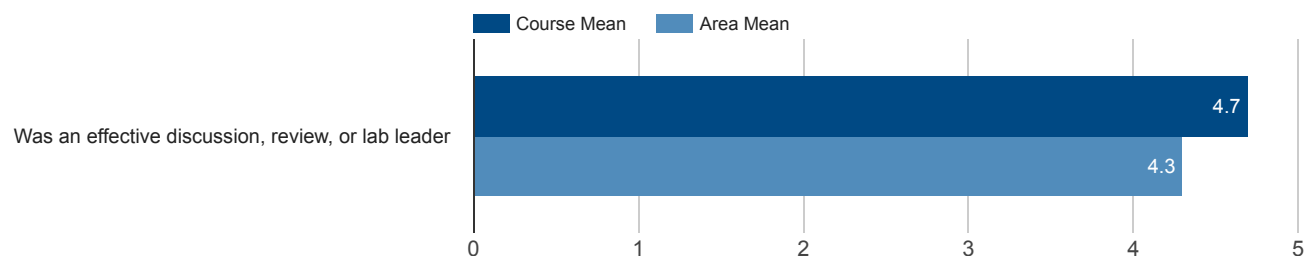 Course Mean Area Mean
4.7
Was an effective discussion, review, or lab leader
4.3
0 1 2 3 4 5